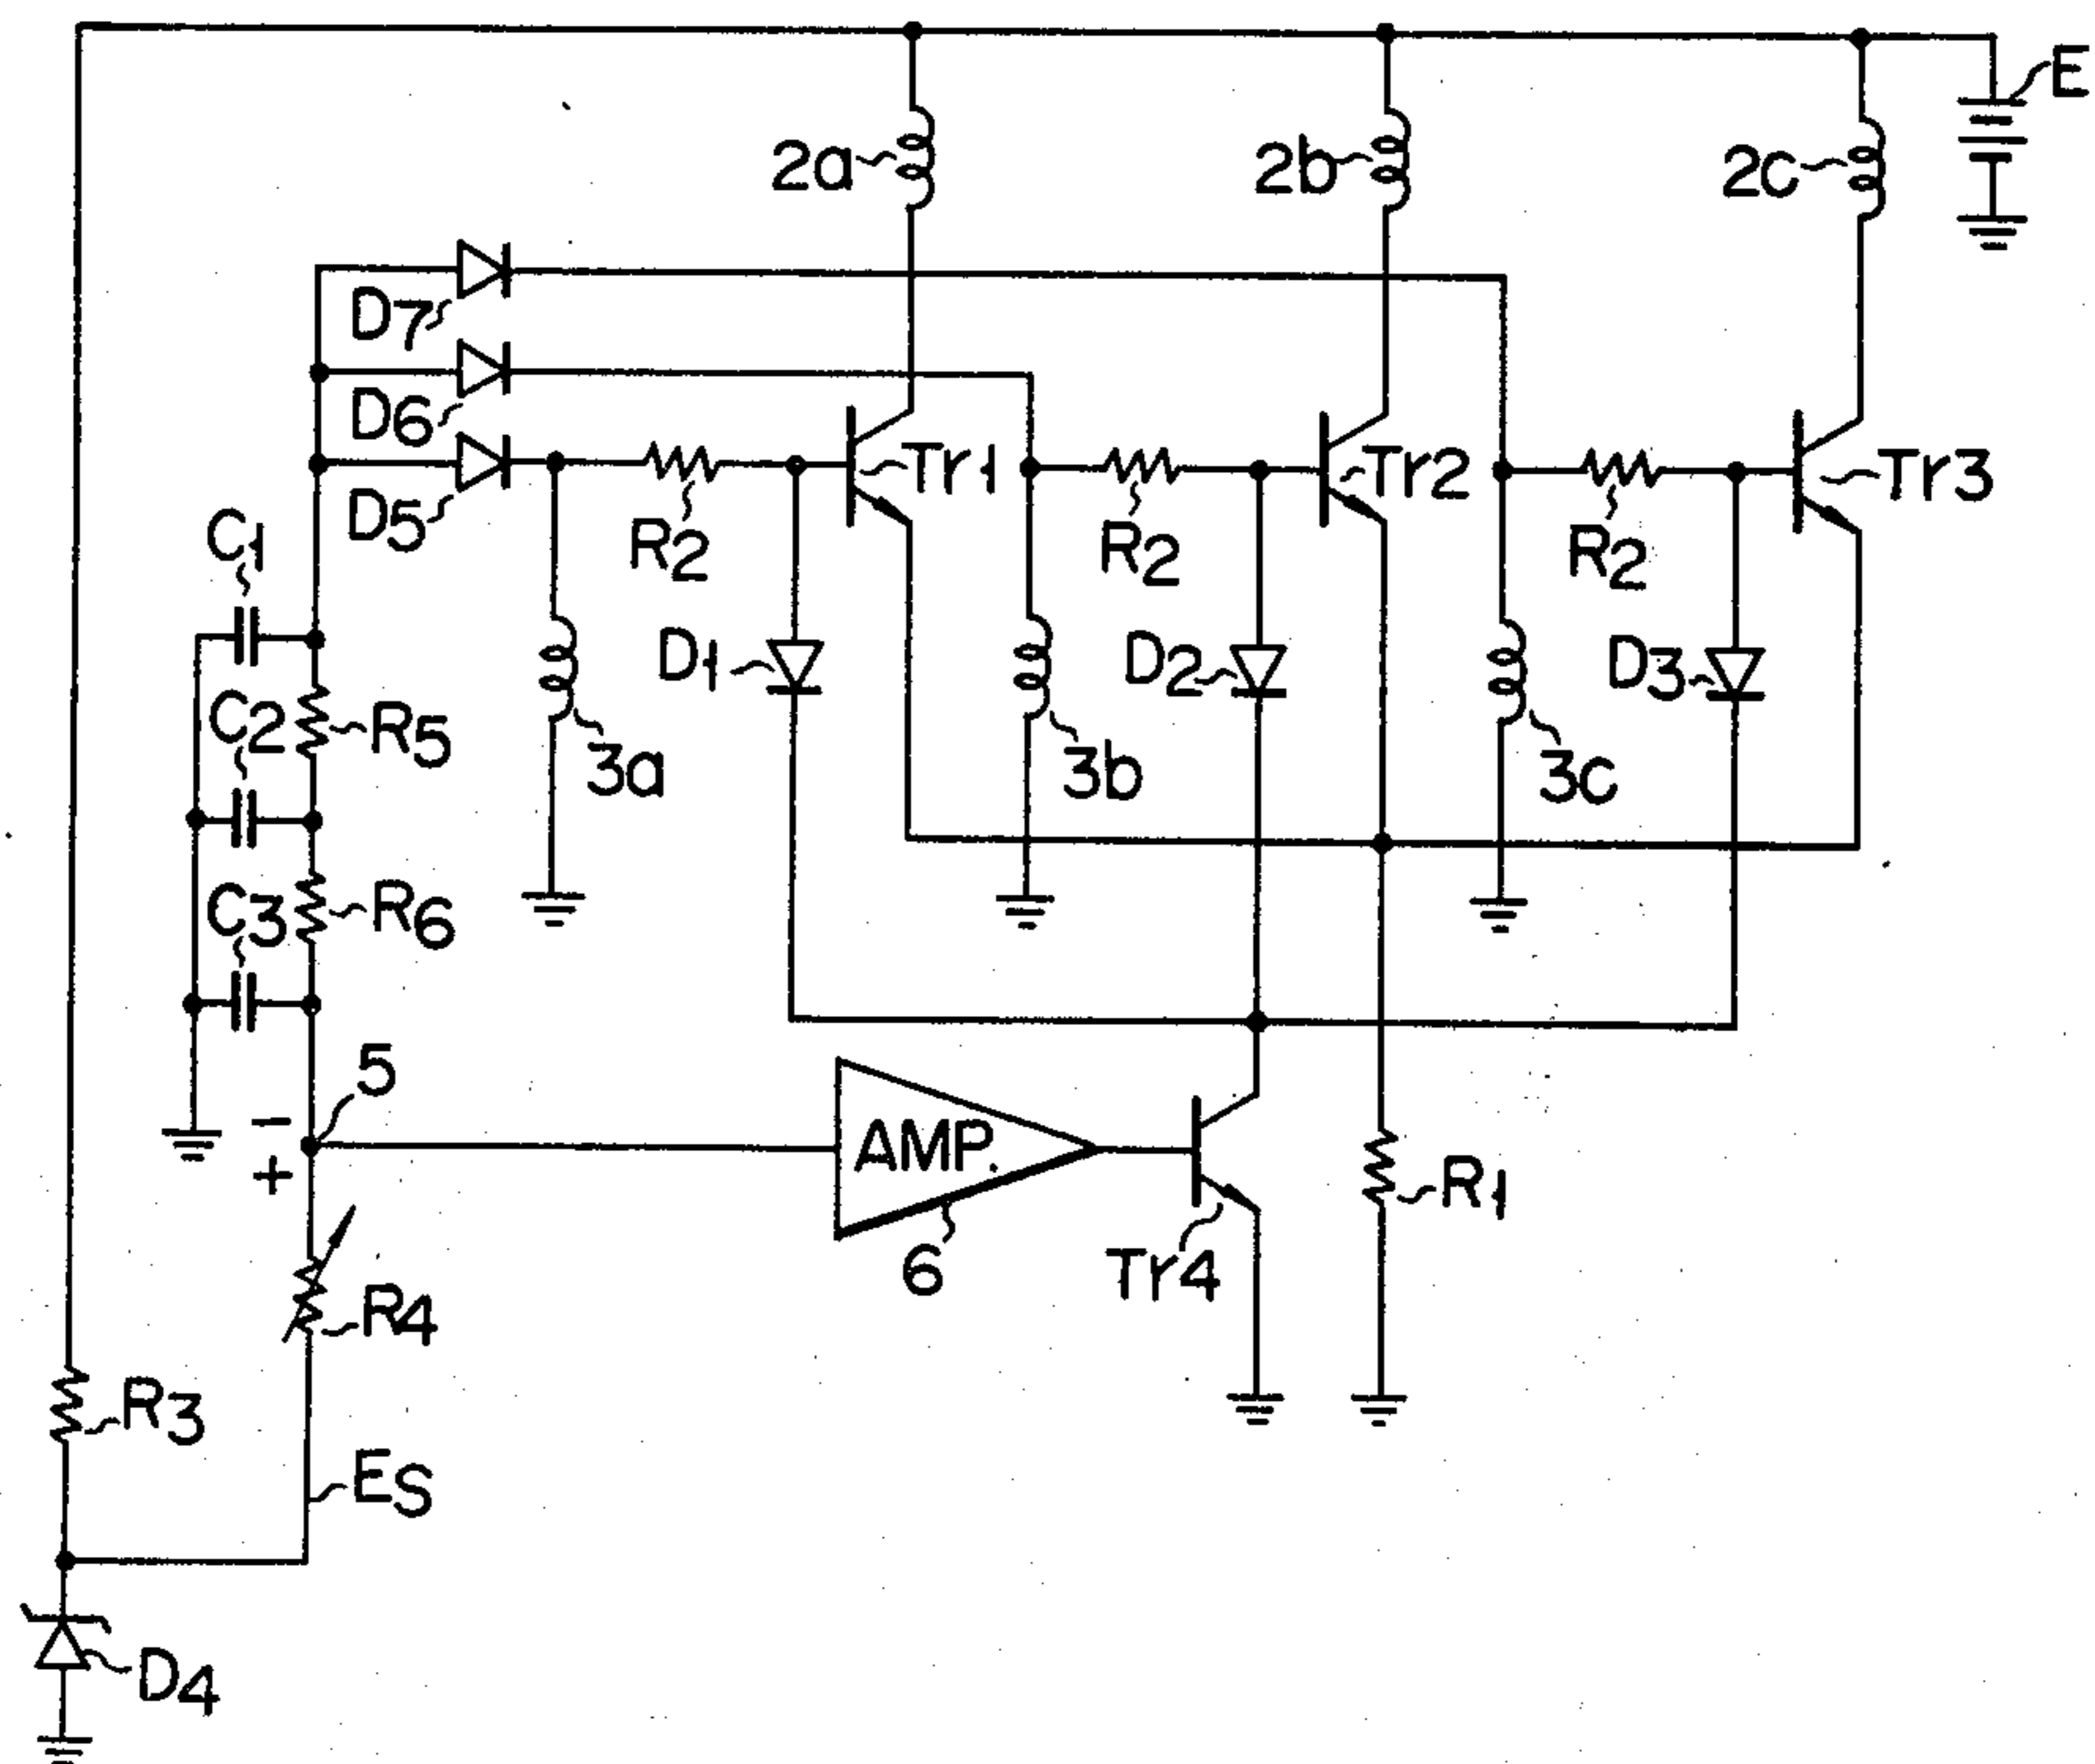 E
2a
2b
2c
D7
D6
D5
Tr1
Tr2
Tr3
C1
R2
R2
R2
D1
D2
D3
C2
R5
3a
3b
3c
C3
R6
5
−
+
AMP.
6
Tr4
R1
R4
R3
ES
D4